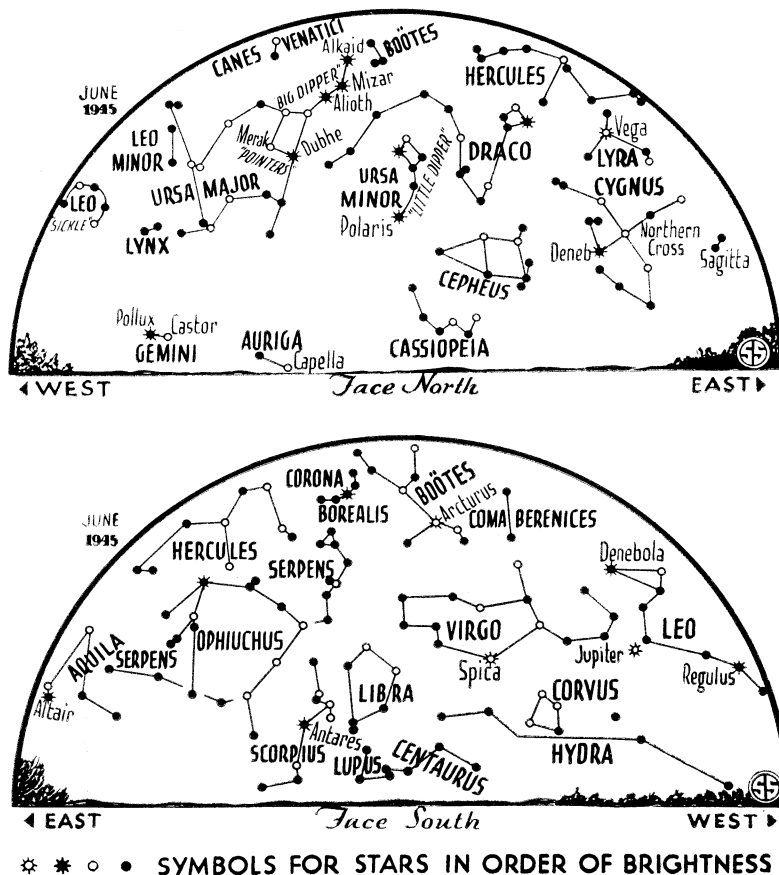 CANES VENATICI
Alkaid
BOÖTES
HERCULES
JUNE
1945
"BIG DIPPER"
Mizar
Alioth
LEO
MINOR
Merak
"POINTERS"
Dubhe
URSA MAJOR
URSA
MINOR
"LITTLE DIPPER"
Polaris
DRACO
Vega
LYRA
CYGNUS
LEO
"SICKLE"
LYNX
Deneb
Northern
Cross
Sagitta
CEPHEUS
Pollux
Castor
GEMINI
AURIGA
Capella
CASSIOPEIA
SS
WEST
Face North
EAST
CORONA
BOREALIS
BOÖTES
Arcturus
COMA BERENICES
JUNE
1945
HERCULES
SERPENS
Denebola
AQUILA
SERPENS
OPHIUCHUS
VIRGO
Spica
Jupiter
LEO
Regulus
Altair
LIBRA
CORVUS
Antares
SCORPIUS
LUPUS
CENTAURUS
HYDRA
SS
EAST
Face South
WEST
SYMBOLS FOR STARS IN ORDER OF BRIGHTNESS